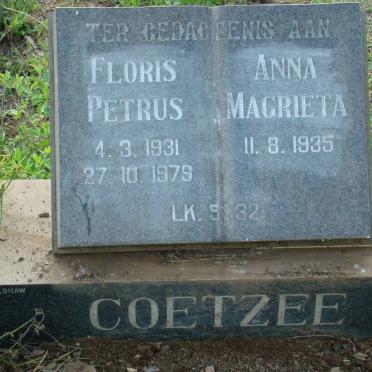 TER GEDAGTENIS AAN
FLORIS
PETRUS
4. 3. 1931
27. 10. 1979
ANNA
MAGRIETA
11. 8. 1935
LK. 5:32
COETZEE